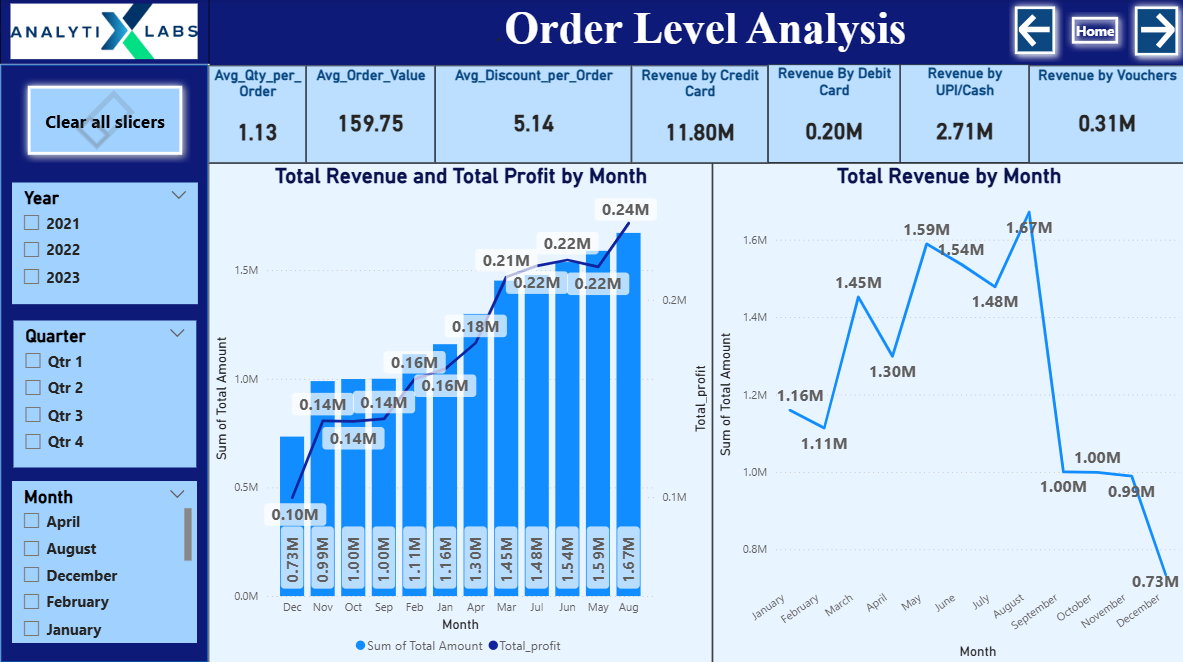 ANALYTIXLABS
Order Level Analysis
Home
Clear all slicers
Year
2021
2022
2023
Quarter
Qtr 1
Qtr 2
Qtr 3
Qtr 4
Month
April
August
December
February
January
Avg_Qty_per_
Order
1.13
Avg_Order_Value
159.75
Avg_Discount_per_Order
5.14
Revenue by Credit
Card
11.80M
Revenue By Debit
Card
0.20M
Revenue by
UPI/Cash
2.71M
Revenue by Vouchers
0.31M
Total Revenue and Total Profit by Month
Sum of Total Amount
1.5M
1.0M
0.5M
0.0M
0.10M
0.14M
0.14M
0.14M
0.16M
0.16M
0.18M
0.21M
0.22M
0.22M
0.22M
0.24M
0.73M
0.99M
1.00M
1.00M
1.11M
1.16M
1.30M
1.45M
1.48M
1.54M
1.59M
1.67M
0.2M
0.1M
Total_profit
Dec Nov Oct Sep Feb Jan Apr Mar Jul Jun May Aug
Month
Sum of Total Amount Total_profit
Total Revenue by Month
Sum of Total Amount
1.6M
1.4M
1.2M
1.0M
0.8M
1.16M
1.11M
1.45M
1.30M
1.59M
1.54M
1.48M
1.67M
1.00M
1.00M
0.99M
0.73M
January
February
March
April
May
June
July
August
September
October
November
December
Month